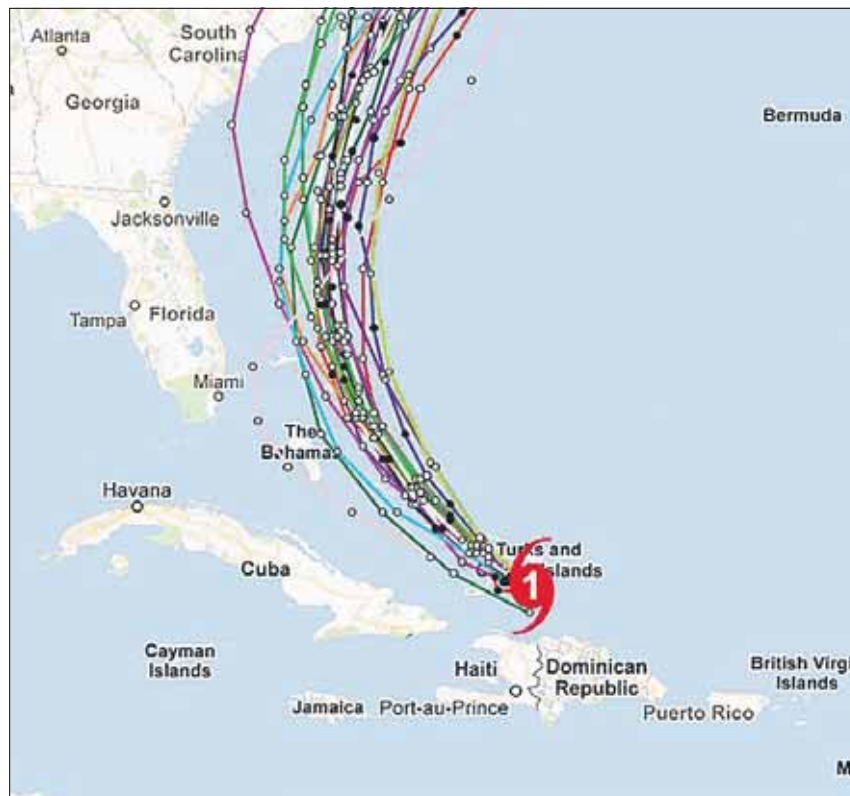 Atlanta
South
Carolina
Georgia
Bermuda
Jacksonville
Tampa
Florida
Miami
The
Bahamas
Havana
Turks and
Islands
1
Cuba
Cayman
Islands
Haiti
Dominican
Republic
British Virgi
Islands
Jamaica
Port-au-Prince
Puerto Rico
M